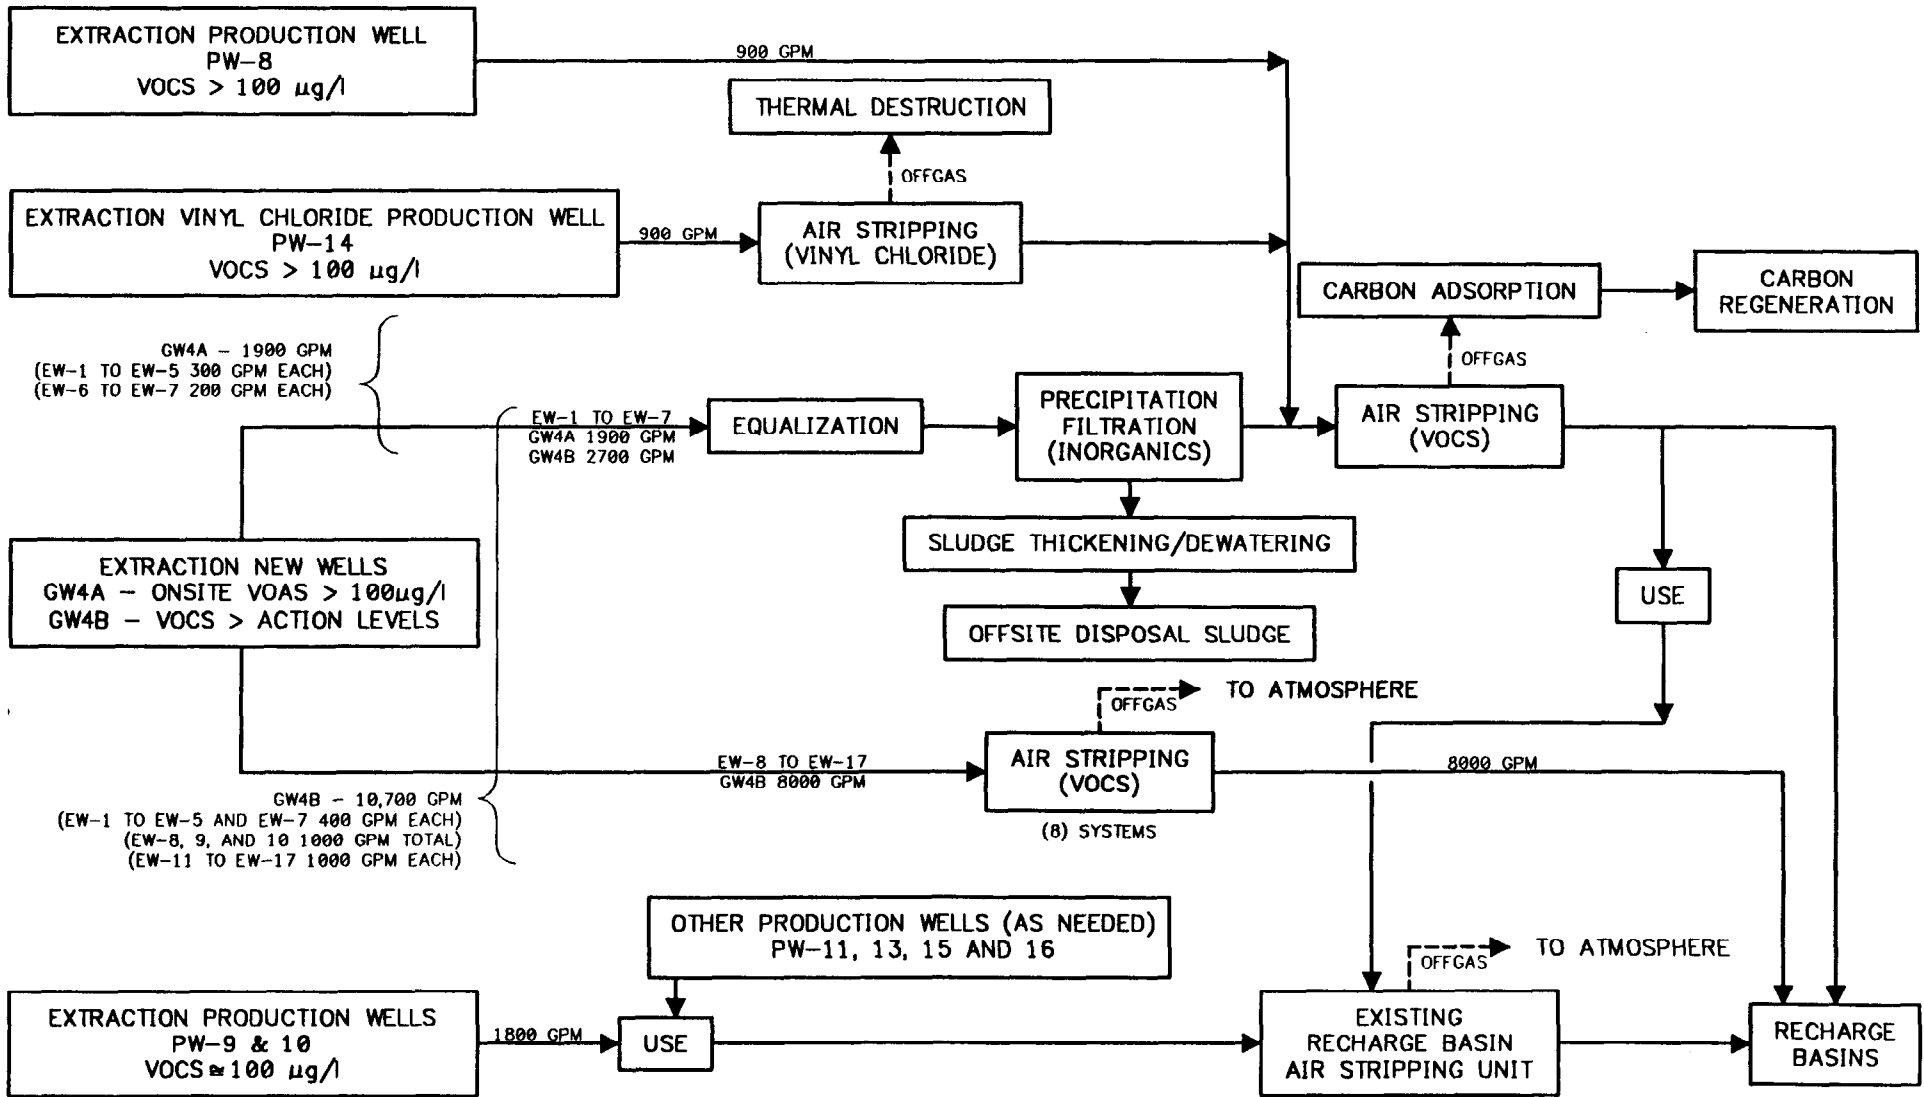 EXTRACTION PRODUCTION WELL
PW-8
VOCS > 100 µg/l
900 GPM
THERMAL DESTRUCTION
OFFGAS
EXTRACTION VINYL CHLORIDE PRODUCTION WELL
PW-14
VOCS > 100 µg/l
900 GPM
AIR STRIPPING
(VINYL CHLORIDE)
CARBON ADSORPTION
CARBON
REGENERATION
OFFGAS
GW4A - 1900 GPM
(EW-1 TO EW-5 300 GPM EACH)
(EW-6 TO EW-7 200 GPM EACH)
EW-1 TO EW-7
GW4A 1900 GPM
GW4B 2700 GPM
EQUALIZATION
PRECIPITATION
FILTRATION
(INORGANICS)
AIR STRIPPING
(VOCS)
SLUDGE THICKENING/DEWATERING
OFFSITE DISPOSAL SLUDGE
USE
EXTRACTION NEW WELLS
GW4A - ONSITE VOAS > 100µg/l
GW4B - VOCS > ACTION LEVELS
OFFGAS
TO ATMOSPHERE
EW-8 TO EW-17
GW4B 8000 GPM
AIR STRIPPING
(VOCS)
(8) SYSTEMS
8000 GPM
GW4B - 10,700 GPM
(EW-1 TO EW-5 AND EW-7 400 GPM EACH)
(EW-8, 9, AND 10 1000 GPM TOTAL)
(EW-11 TO EW-17 1000 GPM EACH)
OTHER PRODUCTION WELLS (AS NEEDED)
PW-11, 13, 15 AND 16
OFFGAS
TO ATMOSPHERE
EXTRACTION PRODUCTION WELLS
PW-9 & 10
VOCS ≅ 100 µg/l
1800 GPM
USE
EXISTING
RECHARGE BASIN
AIR STRIPPING UNIT
RECHARGE
BASINS